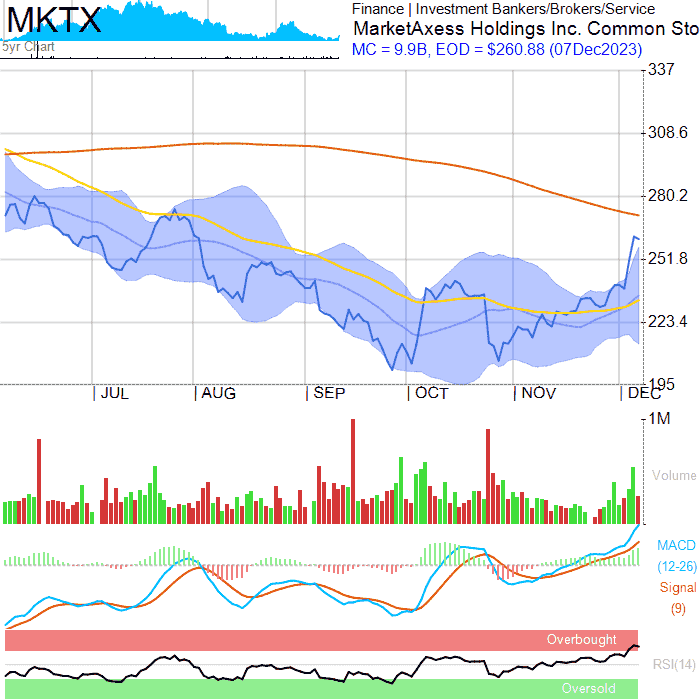 MKTX
5yr Chart
Finance | Investment Bankers/Brokers/Service
MarketAxess Holdings Inc. Common Sto
MC = 9.9B, EOD = $260.88 (07Dec2023)
337
308.6
280.2
251.8
223.4
195
JUL AUG SEP OCT NOV DEC
1M
Volume
MACD
(12-26)
Signal
(9)
Overbought
RSI(14)
Oversold